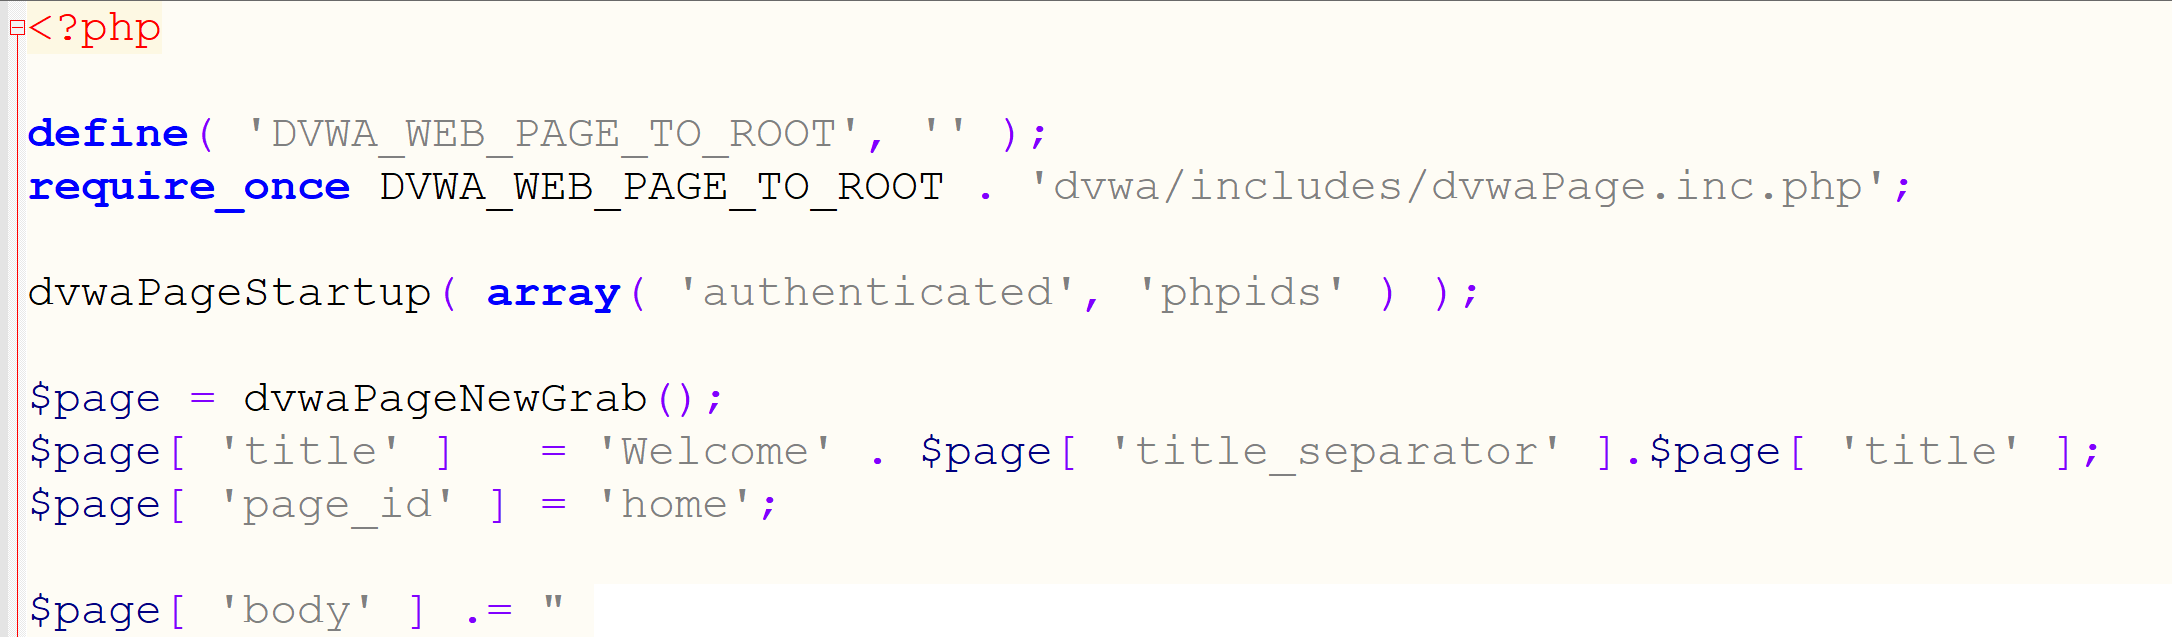 <?php
define( 'DVWA_WEB_PAGE_TO_ROOT', '' );
require_once DVWA_WEB_PAGE_TO_ROOT . 'dvwa/includes/dvwaPage.inc.php';
dvwaPageStartup( array( 'authenticated', 'phpids' ) );
$page = dvwaPageNewGrab();
$page[ 'title' ]   = 'Welcome' . $page[ 'title_separator' ].$page[ 'title' ];
$page[ 'page_id' ] = 'home';
$page[ 'body' ] .= "